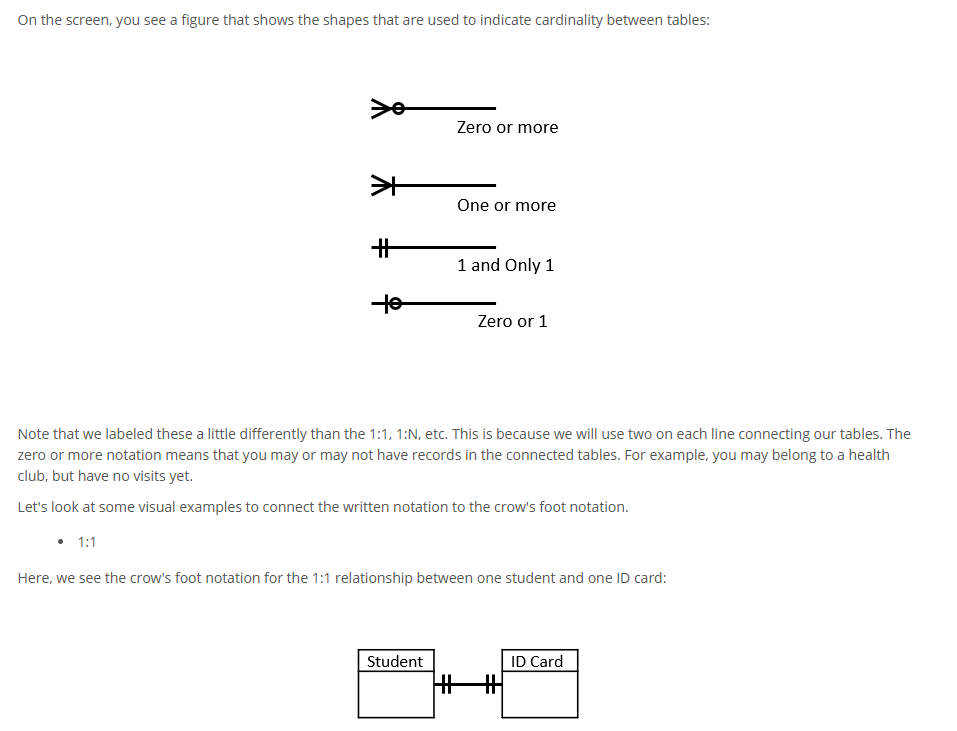 On the screen, you see a figure that shows the shapes that are used to indicate cardinality between tables:
Zero or more
One or more
1 and Only 1
Zero or 1
Note that we labeled these a little differently than the 1:1, 1:N, etc. This is because we will use two on each line connecting our tables. The
zero or more notation means that you may or may not have records in the connected tables. For example, you may belong to a health
club, but have no visits yet.
Let's look at some visual examples to connect the written notation to the crow's foot notation.
• 1:1
Here, we see the crow's foot notation for the 1:1 relationship between one student and one ID card:
Student
ID Card